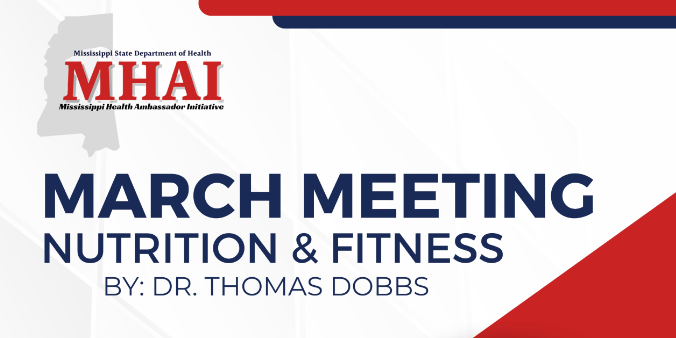 Mississippi State Department of Health
MHAI
Mississippi Health Ambassador Initiative
MARCH MEETING
NUTRITION & FITNESS
BY: DR. THOMAS DOBBS